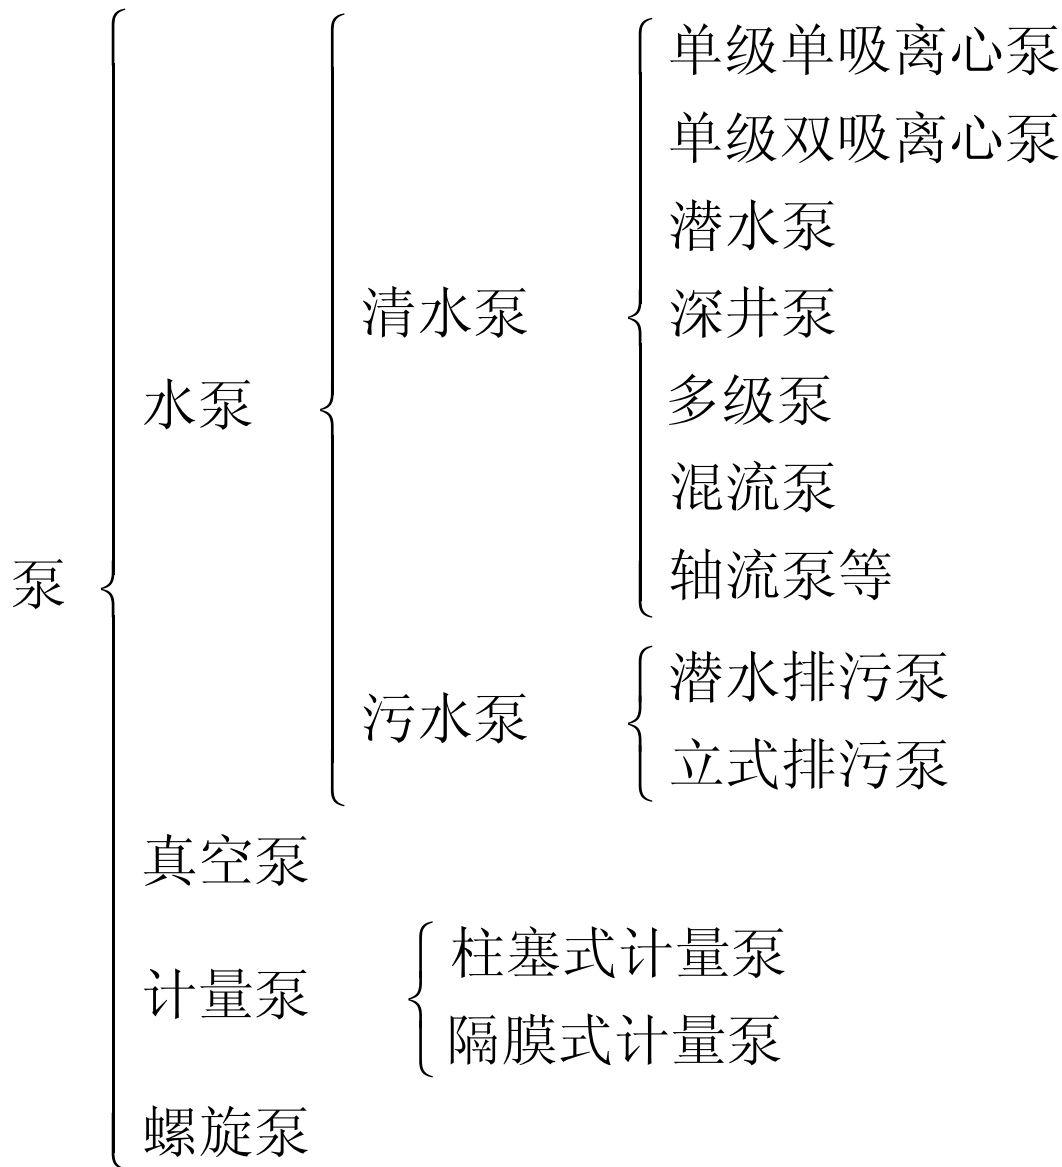 泵
水泵
清水泵
单级单吸离心泵
单级双吸离心泵
潜水泵
深井泵
多级泵
混流泵
轴流泵等
污水泵
潜水排污泵
立式排污泵
真空泵
计量泵
柱塞式计量泵
隔膜式计量泵
螺旋泵